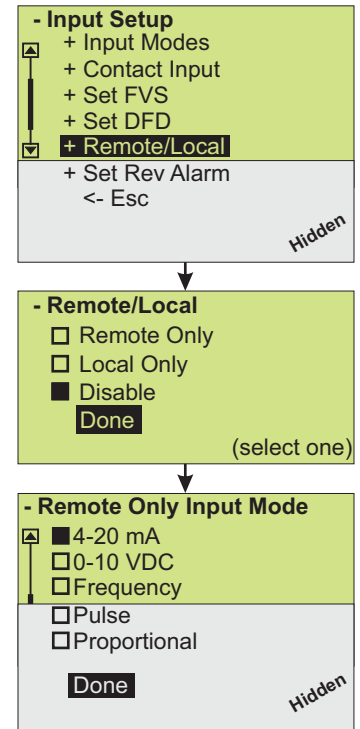 - Input Setup
+ Input Modes
+ Contact Input
+ Set FVS
+ Set DFD
+ Remote/Local
+ Set Rev Alarm
<- Esc
Hidden
- Remote/Local
Remote Only
Local Only
Disable
Done
(select one)
- Remote Only Input Mode
4-20 mA
0-10 VDC
Frequency
Pulse
Proportional
Done
Hidden